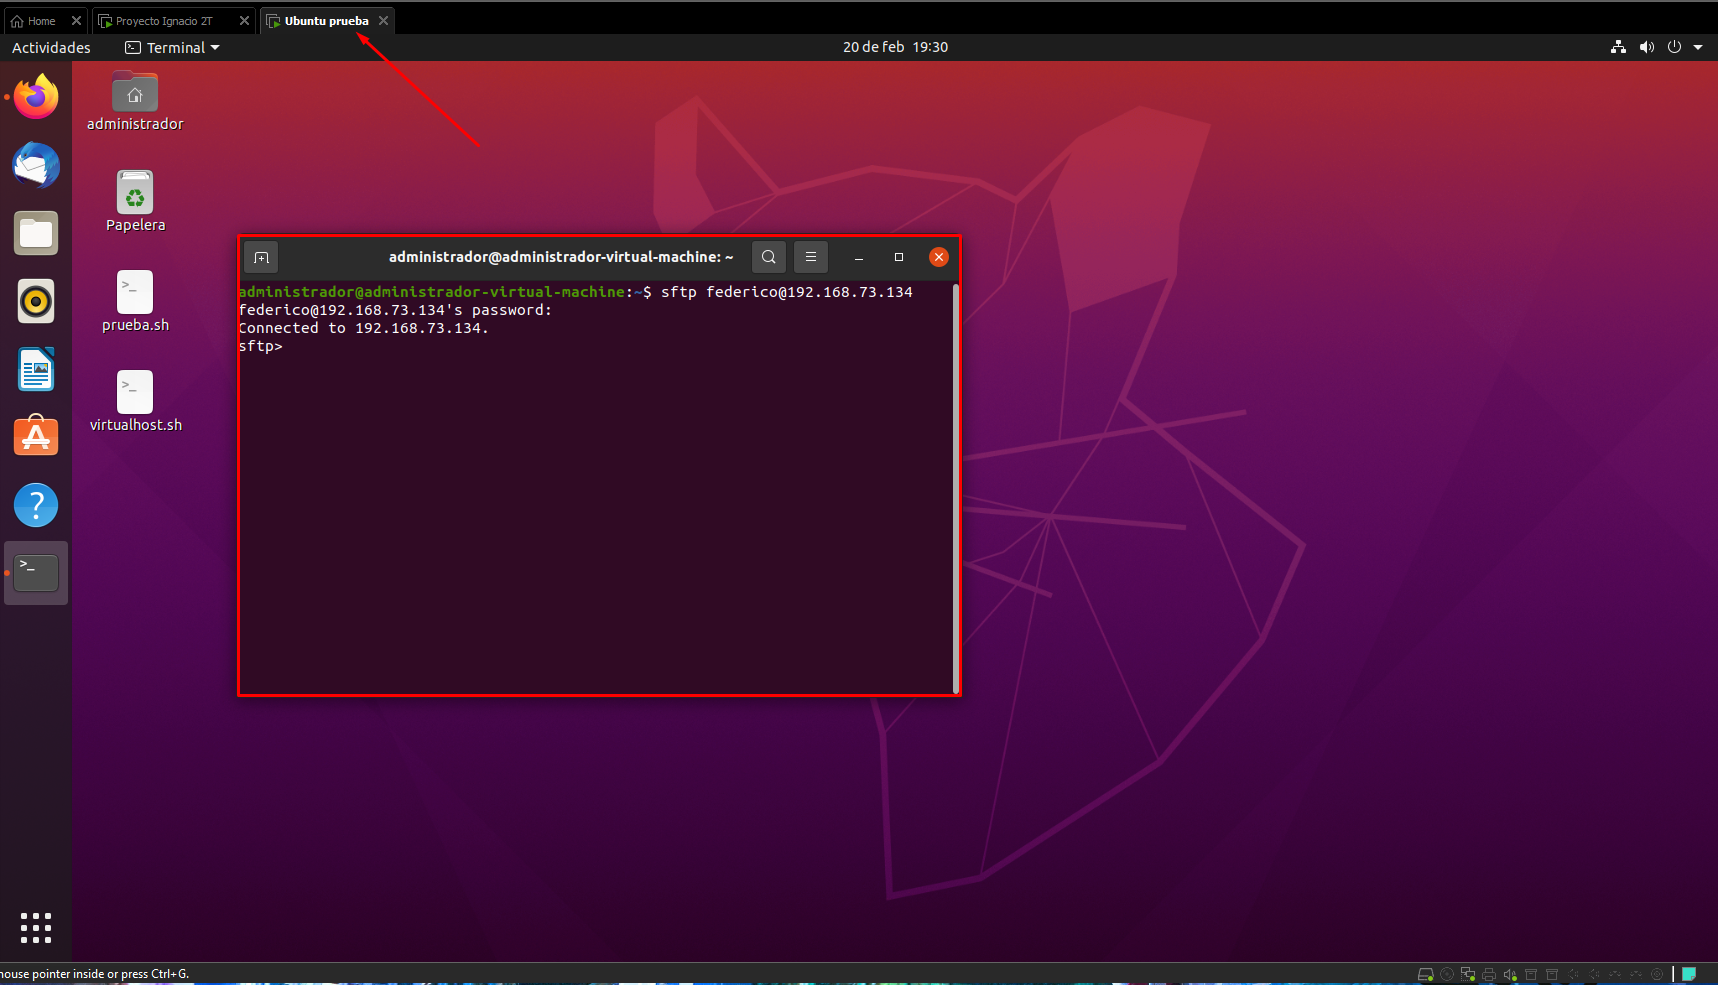 Home
Proyecto Ignacio 2T
Ubuntu prueba
Actividades
Terminal
20 de feb 19:30
administrador
Papelera
prueba.sh
virtualhost.sh
administrador@administrador-virtual-machine: ~
administrador@administrador-virtual-machine:~$ sftp federico@192.168.73.134
federico@192.168.73.134's password:
Connected to 192.168.73.134.
sftp>
mouse pointer inside or press Ctrl+G.